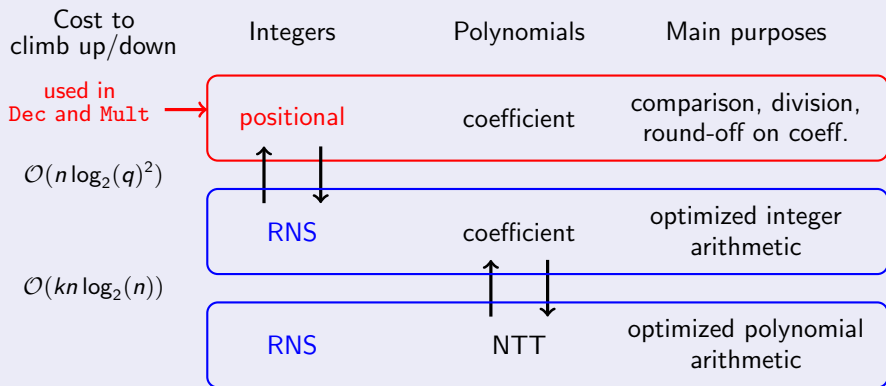 Cost to
climb up/down
Integers
Polynomials
Main purposes
used in
Dec and Mult
positional
coefficient
comparison, division,
round-off on coeff.
𝒪(n log₂(q)²)
RNS
coefficient
optimized integer
arithmetic
𝒪(kn log₂(n))
RNS
NTT
optimized polynomial
arithmetic